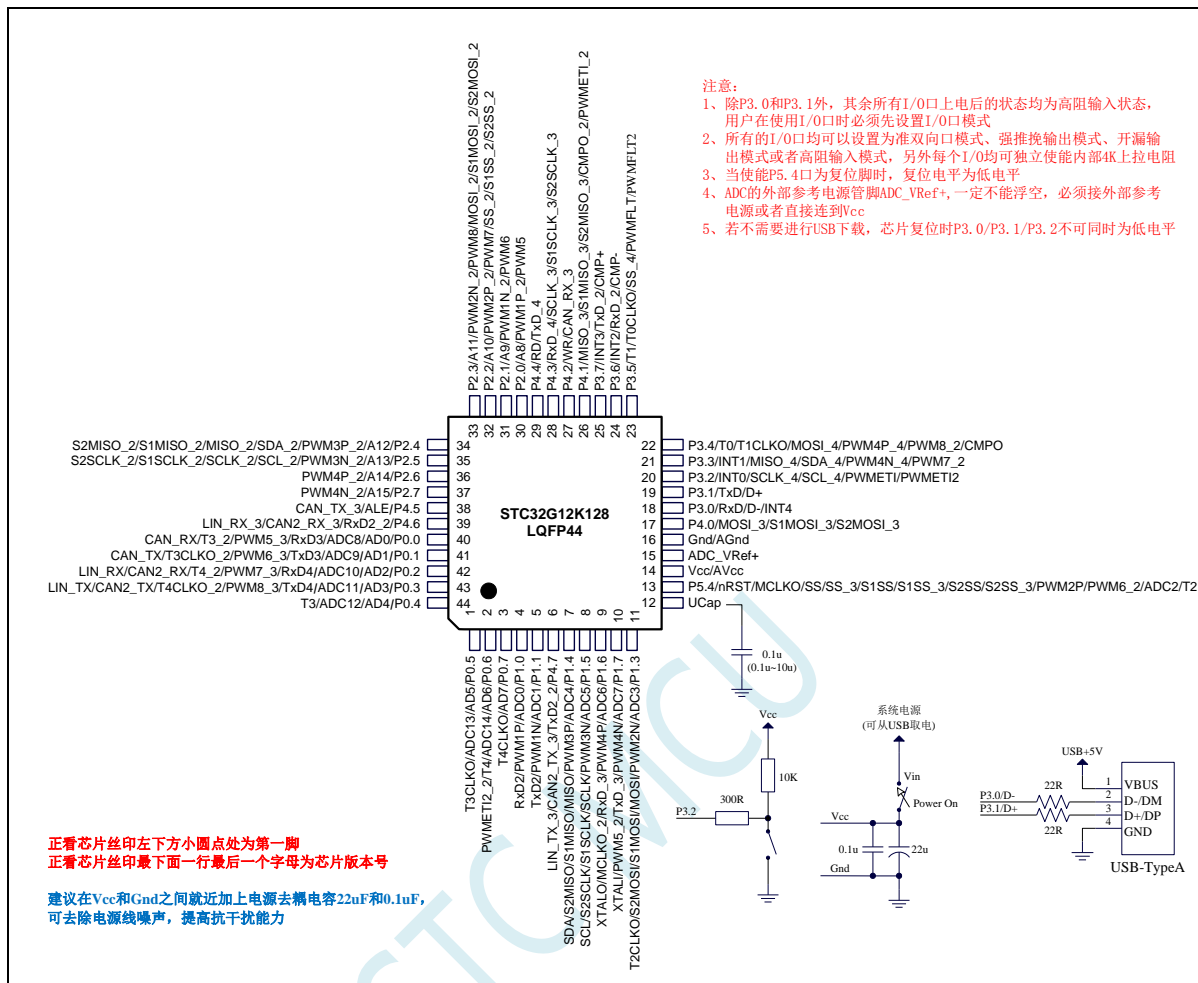 注意：
1、除P3.0和P3.1外，其余所有I/O口上电后的状态均为高阻输入状态，
用户在使用I/O口时必须先设置I/O口模式
2、所有的I/O口均可以设置为准双向口模式、强推挽输出模式、开漏输
出模式或者高阻输入模式，另外每个I/O均可独立使能内部4K上拉电阻
3、当使能P5.4口为复位脚时，复位电平为低电平
4、ADC的外部参考电源管脚ADC_VRef+,一定不能浮空，必须接外部参考
电源或者直接连到Vcc
5、若不需要进行USB下载，芯片复位时P3.0/P3.1/P3.2不可同时为低电平
P2.3/A11/PWM2N_2/PWM8/MOSI_2/S1MOSI_2/S2MOSI_2
P2.2/A10/PWM2P_2/PWM7/SS_2/S1SS_2/S2SS_2
P2.1/A9/PWM1N_2/PWM6
P2.0/A8/PWM1P_2/PWM5
P4.4/RD/TxD_4
P4.3/RxD_4/SCLK_3/S1SCLK_3/S2SCLK_3
P4.2/WR/CAN_RX_3
P4.1/MISO_3/S1MISO_3/S2MISO_3/CMPO_2/PWMETI_2
P3.7/INT3/TxD_2/CMP+
P3.6/INT2/RxD_2/CMP-
P3.5/T1/T0CLKO/SS_4/PWMFLT/PWMFLT2
33 32 31 30 29 28 27 26 25 24 23
S2MISO_2/S1MISO_2/MISO_2/SDA_2/PWM3P_2/A12/P2.4 34
S2SCLK_2/S1SCLK_2/SCLK_2/SCL_2/PWM3N_2/A13/P2.5 35
PWM4P_2/A14/P2.6 36
PWM4N_2/A15/P2.7 37
CAN_TX_3/ALE/P4.5 38
LIN_RX_3/CAN2_RX_3/RxD2_2/P4.6 39
CAN_RX/T3_2/PWM5_3/RxD3/ADC8/AD0/P0.0 40
CAN_TX/T3CLKO_2/PWM6_3/TxD3/ADC9/AD1/P0.1 41
LIN_RX/CAN2_RX/T4_2/PWM7_3/RxD4/ADC10/AD2/P0.2 42
LIN_TX/CAN2_TX/T4CLKO_2/PWM8_3/TxD4/ADC11/AD3/P0.3 43
T3/ADC12/AD4/P0.4 44
STC32G12K128
LQFP44
22 P3.4/T0/T1CLKO/MOSI_4/PWM4P_4/PWM8_2/CMPO
21 P3.3/INT1/MISO_4/SDA_4/PWM4N_4/PWM7_2
20 P3.2/INT0/SCLK_4/SCL_4/PWMETI/PWMETI2
19 P3.1/TxD/D+
18 P3.0/RxD/D-/INT4
17 P4.0/MOSI_3/S1MOSI_3/S2MOSI_3
16 Gnd/AGnd
15 ADC_VRef+
14 Vcc/AVcc
13 P5.4/nRST/MCLKO/SS/SS_3/S1SS/S1SS_3/S2SS/S2SS_3/PWM2P/PWM6_2/ADC2/T2
12 UCap
1 2 3 4 5 6 7 8 9 10 11
T3CLKO/ADC13/AD5/P0.5
PWMETI2_2/T4/ADC14/AD6/P0.6
T4CLKO/AD7/P0.7
RxD2/PWM1P/ADC0/P1.0
TxD2/PWM1N/ADC1/P1.1
LIN_TX_3/CAN2_TX_3/TxD2_2/P4.7
SDA/S2MISO/S1MISO/MISO/PWM3P/ADC4/P1.4
SCL/S2SCLK/S1SCLK/SCLK/PWM3N/ADC5/P1.5
XTALO/MCLKO_2/RxD_3/PWM4P/ADC6/P1.6
XTALI/PWM5_2/TxD_3/PWM4N/ADC7/P1.7
T2CLKO/S2MOSI/S1MOSI/MOSI/PWM2N/ADC3/P1.3
0.1u
(0.1u~10u)
Vcc
10K
300R
P3.2
系统电源
(可从USB取电)
Vin
Power On
Vcc
0.1u
22u
Gnd
USB+5V
P3.0/D-
22R
P3.1/D+
22R
1 VBUS
2 D-/DM
3 D+/DP
4 GND
USB-TypeA
正看芯片丝印左下方小圆点处为第一脚
正看芯片丝印最下面一行最后一个字母为芯片版本号
建议在Vcc和Gnd之间就近加上电源去耦电容22uF和0.1uF，
可去除电源线噪声，提高抗干扰能力
STC MCU